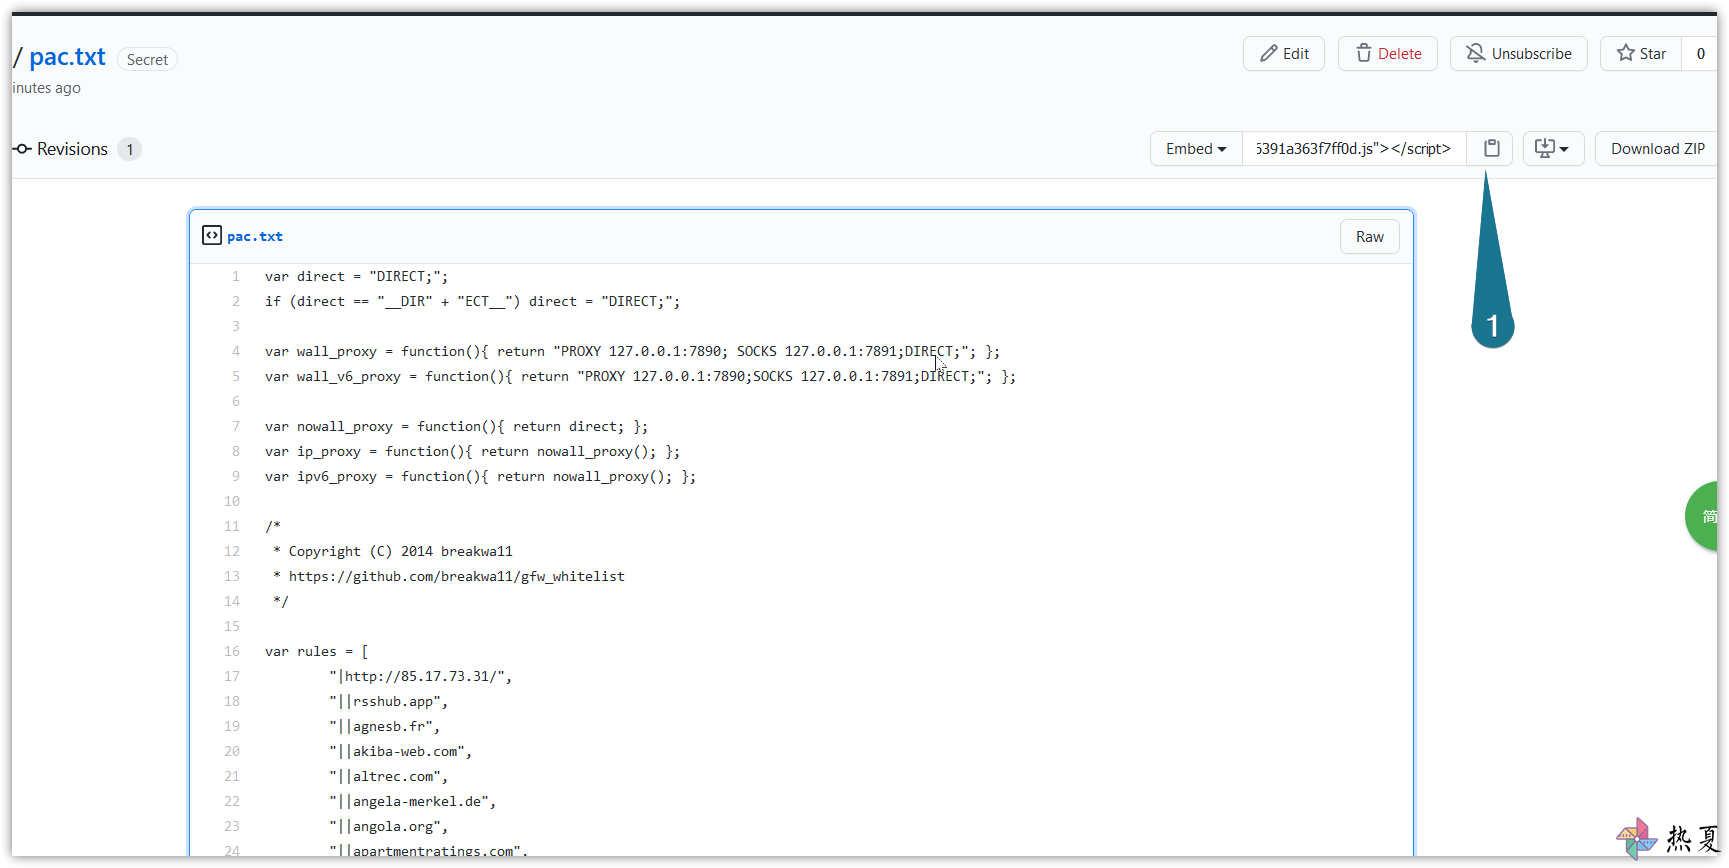 / pac.txt Secret
Edit Delete Unsubscribe Star 0
inutes ago
Revisions 1
Embed 5391a363f7ff0d.js"></script> Download ZIP
1
pac.txt Raw
1 var direct = "DIRECT;";
2 if (direct == "__DIR" + "ECT__") direct = "DIRECT;";
3
4 var wall_proxy = function(){ return "PROXY 127.0.0.1:7890; SOCKS 127.0.0.1:7891;DIRECT;"; };
5 var wall_v6_proxy = function(){ return "PROXY 127.0.0.1:7890;SOCKS 127.0.0.1:7891;DIRECT;"; };
6
7 var nowall_proxy = function(){ return direct; };
8 var ip_proxy = function(){ return nowall_proxy(); };
9 var ipv6_proxy = function(){ return nowall_proxy(); };
10
简
11 /*
12 * Copyright (C) 2014 breakwa11
13 * https://github.com/breakwa11/gfw_whitelist
14 */
15
16 var rules = [
17 "|http://85.17.73.31/",
18 "||rsshub.app",
19 "||agnesb.fr",
20 "||akiba-web.com",
21 "||altrec.com",
22 "||angela-merkel.de",
23 "||angola.org",
24 "||apartmentratings.com",
热夏